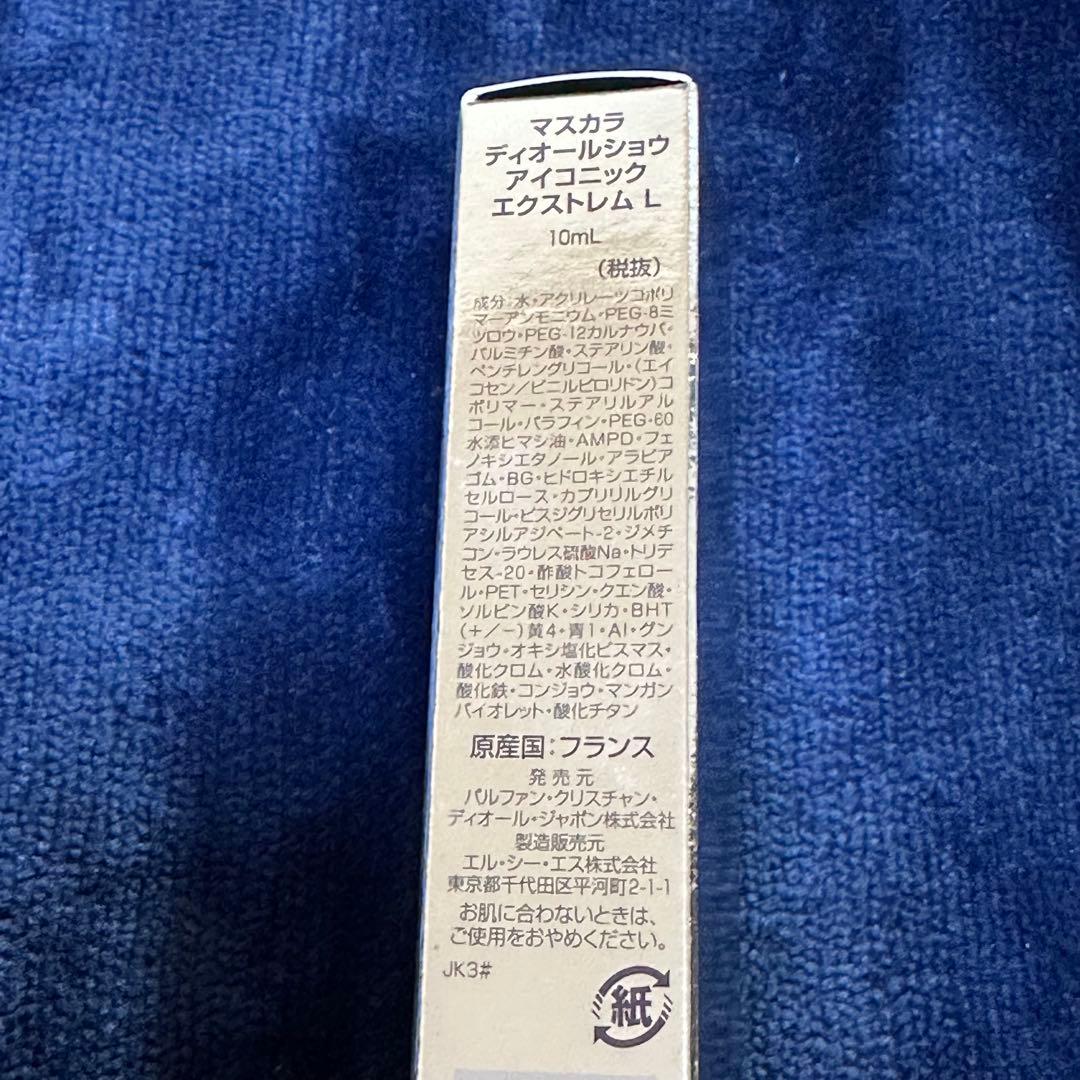 マスカラ
ディオールショウ
アイコニック
エクストレム L
10mL
(税抜)
成分:水・アクリレーツコポリ
マーアンモニウム・PEG-8ミ
ツロウ・PEG-12カルナウバ・
パルミチン酸・ステアリン酸・
ペンチレングリコール・(エイ
コセン/ビニルピロリドン)コ
ポリマー・ステアリルアル
コール・パラフィン・PEG-60
水添ヒマシ油・AMPD・フェ
ノキシエタノール・アラビア
ゴム・BG・ヒドロキシエチル
セルロース・カプリリルグリ
コール・ビスジグリセリルポリ
アシルアジペート-2・ジメチ
コン・ラウレス硫酸Na・トリデ
セス-20・酢酸トコフェロー
ル・PET・セリシン・クエン酸・
ソルビン酸K・シリカ・BHT
(+/-)黄4・青1・Al・グン
ジョウ・オキシ塩化ビスマス・
酸化クロム・水酸化クロム・
酸化鉄・コンジョウ・マンガン
バイオレット・酸化チタン
原産国:フランス
発売元
パルファン・クリスチャン・
ディオール・ジャポン株式会社
製造販売元
エル・シー・エス株式会社
東京都千代田区平河町2-1-1
お肌に合わないときは、
ご使用をおやめください。
JK3#
紙